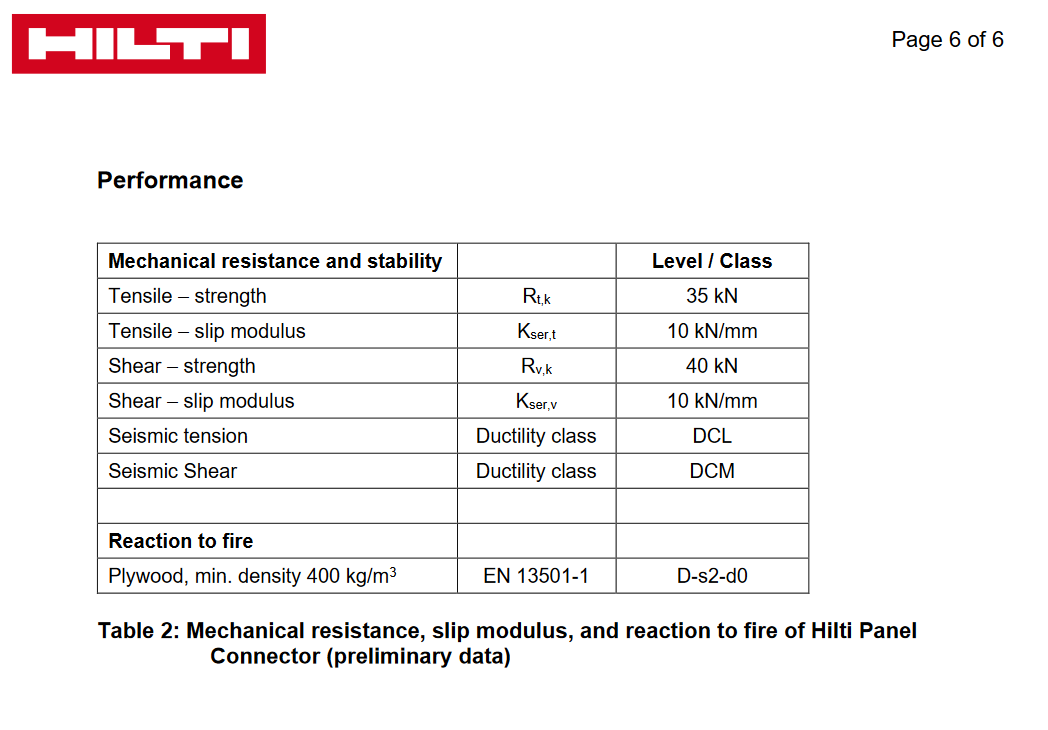 HILTI
Page 6 of 6
Performance
Mechanical resistance and stability Level / Class
Tensile – strength Rt,k 35 kN
Tensile – slip modulus Kser,t 10 kN/mm
Shear – strength Rv,k 40 kN
Shear – slip modulus Kser,v 10 kN/mm
Seismic tension Ductility class DCL
Seismic Shear Ductility class DCM
Reaction to fire
Plywood, min. density 400 kg/m³ EN 13501-1 D-s2-d0
Table 2: Mechanical resistance, slip modulus, and reaction to fire of Hilti Panel
Connector (preliminary data)